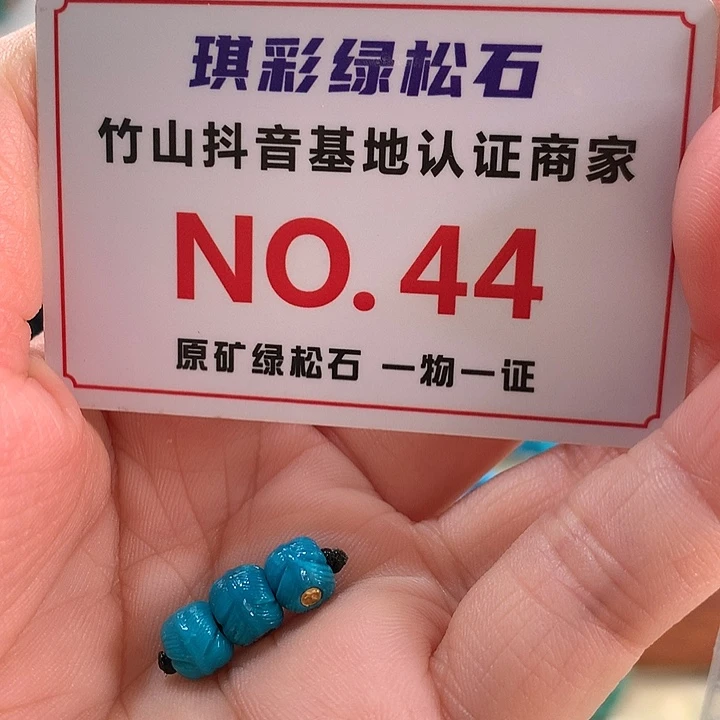 琪彩绿松石
竹山抖音基地认证商家
NO.44
原矿绿松石 一物一证